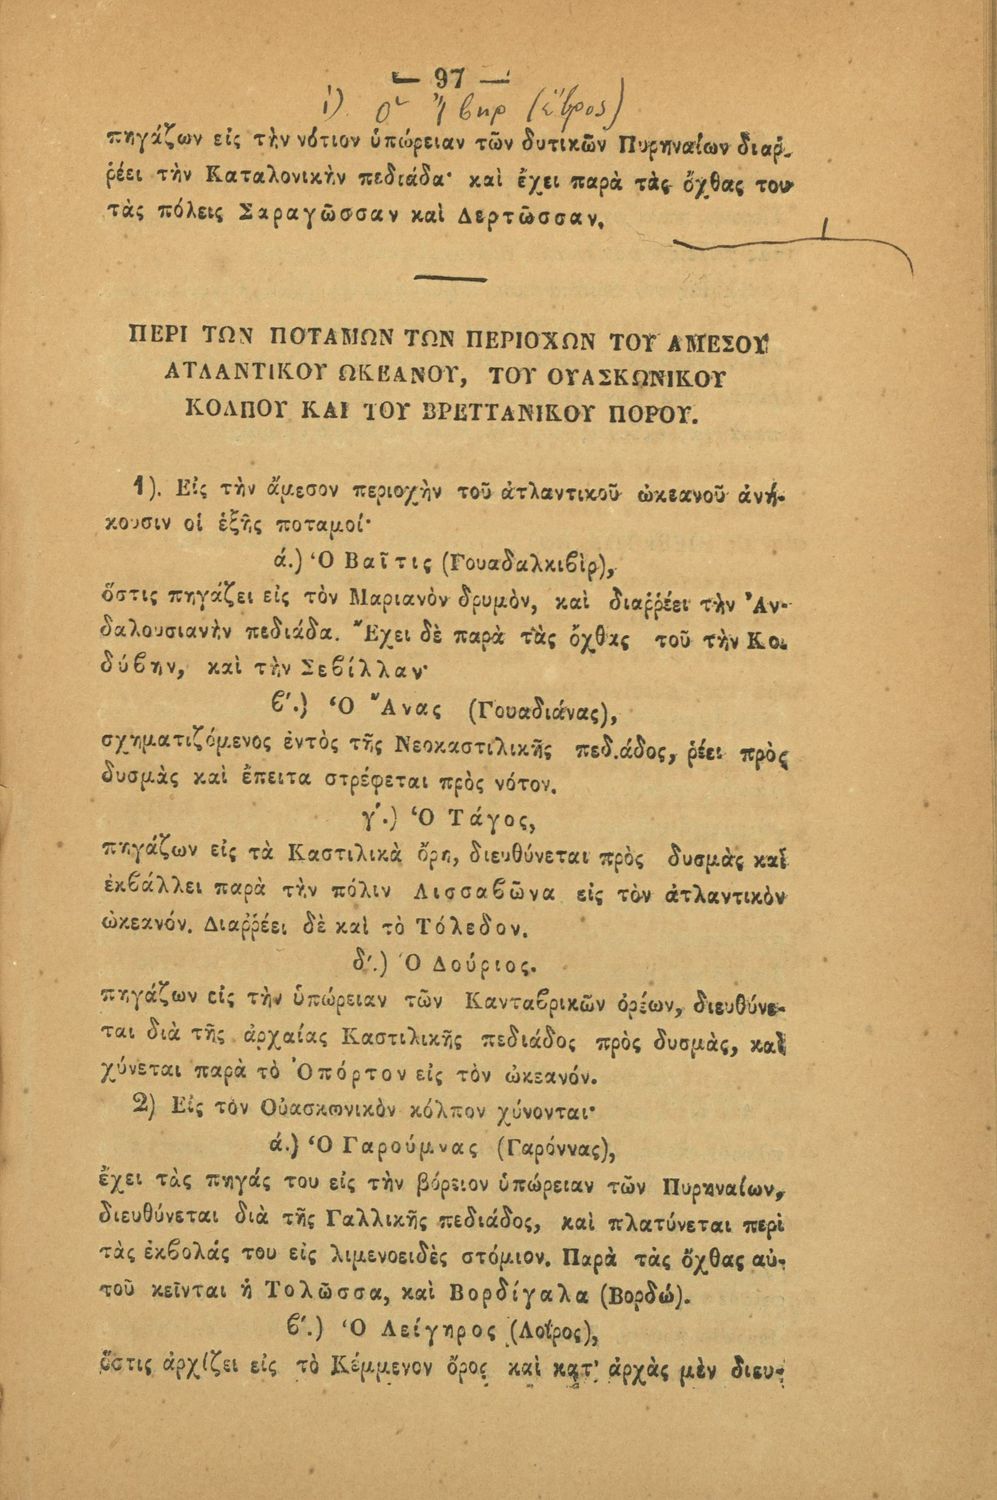 — 97 —
ὁ Ἴβηρ (Ἔβρος)
πηγάζων εἰς τὴν νότιον ὑπώρειαν τῶν δυτικῶν Πυρηναίων διαῤ-
ῥέει τὴν Καταλονικὴν πεδιάδα· καὶ ἔχει παρὰ τὰς ὄχθας του
τὰς πόλεις Σαραγῶσσαν καὶ Δερτῶσσαν.
ΠΕΡΙ ΤΩΝ ΠΟΤΑΜΩΝ ΤΩΝ ΠΕΡΙΟΧΩΝ ΤΟΥ ΑΜΕΣΟΥ
ΑΤΛΑΝΤΙΚΟΥ ΩΚΕΑΝΟΥ, ΤΟΥ ΟΥΑΣΚΩΝΙΚΟΥ
ΚΟΛΠΟΥ ΚΑΙ ΤΟΥ ΒΡΕΤΤΑΝΙΚΟΥ ΠΟΡΟΥ.
1). Εἰς τὴν ἄμεσον περιοχὴν τοῦ ἀτλαντικοῦ ὠκεανοῦ ἀνή-
κουσιν οἱ ἑξῆς ποταμοί·
ά.) Ὁ Βαῖτις (Γουαδαλκιβὶρ),
ὅστις πηγάζει εἰς τὸν Μαριανὸν δρυμὸν, καὶ διαῤῥέει τὴν Ἀν-
δαλουσιανὴν πεδιάδα. Ἔχει δὲ παρὰ τὰς ὄχθας τοῦ τὴν Κο.
δύβην, καὶ τὴν Σεβίλλαν·
β΄.) Ὁ Ἄνας (Γουαδιάνας),
σχηματιζόμενος ἐντὸς τῆς Νεοκαστιλικῆς πεδ.άδος, ῥέει πρὸς
δυσμὰς καὶ ἔπειτα στρέφεται πρὸς νότον.
γ΄.) Ὁ Τάγος,
πηγάζων εἰς τὰ Καστιλικὰ ὄρη, διευθύνεται πρὸς δυσμὰς καὶ
ἐκβάλλει παρὰ τὴν πόλιν Λισσαβῶνα εἰς τὸν ἀτλαντικὸν
ὠκεανόν. Διαῤῥέει δὲ καὶ τὸ Τόλεδον.
δ΄.) Ὁ Δούριος.
πηγάζων εἰς τὴν ὑπώρειαν τῶν Κανταβρικῶν ὀρέων, διευθύνε-
ται διὰ τῆς ἀρχαίας Καστιλικῆς πεδιάδος πρὸς δυσμὰς, καὶ
χύνεται παρὰ τὸ Ὀπόρτον εἰς τὸν ὠκεανόν.
2) Εἰς τὸν Οὐασκωνικὸν κόλπον χύνονται·
ά.) Ὁ Γαρούμνας (Γαρόννας),
ἔχει τὰς πηγάς του εἰς τὴν βόρειον ὑπώρειαν τῶν Πυρηναίων,
διευθύνεται διὰ τῆς Γαλλικῆς πεδιάδος, καὶ πλατύνεται περὶ
τὰς ἐκβολάς του εἰς λιμενοειδὲς στόμιον. Παρὰ τὰς ὄχθας αὐ-
τοῦ κεῖνται ἡ Τολῶσσα, καὶ Βορδίγαλα (Βορδώ).
β΄.) Ὁ Λείγηρος (Λοῖρος),
ὅστις ἀρχίζει εἰς τὸ Κέμμενον ὄρος καὶ κατ' ἀρχὰς μὲν διευ-